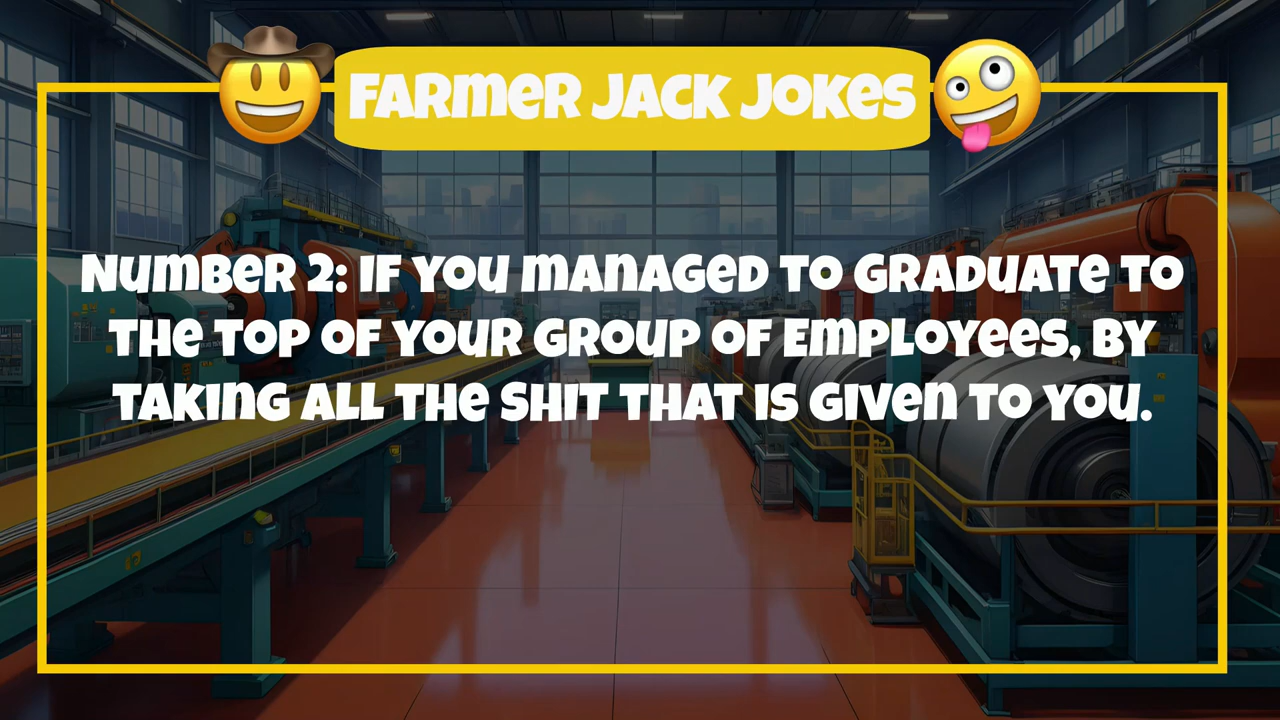 FARMER JACK JOKES
NUMBER 2: IF YOU MANAGED TO GRADUATE TO
THE TOP OF YOUR GROUP OF EMPLOYEES, BY
TAKING ALL THE SHIT THAT IS GIVEN TO YOU.